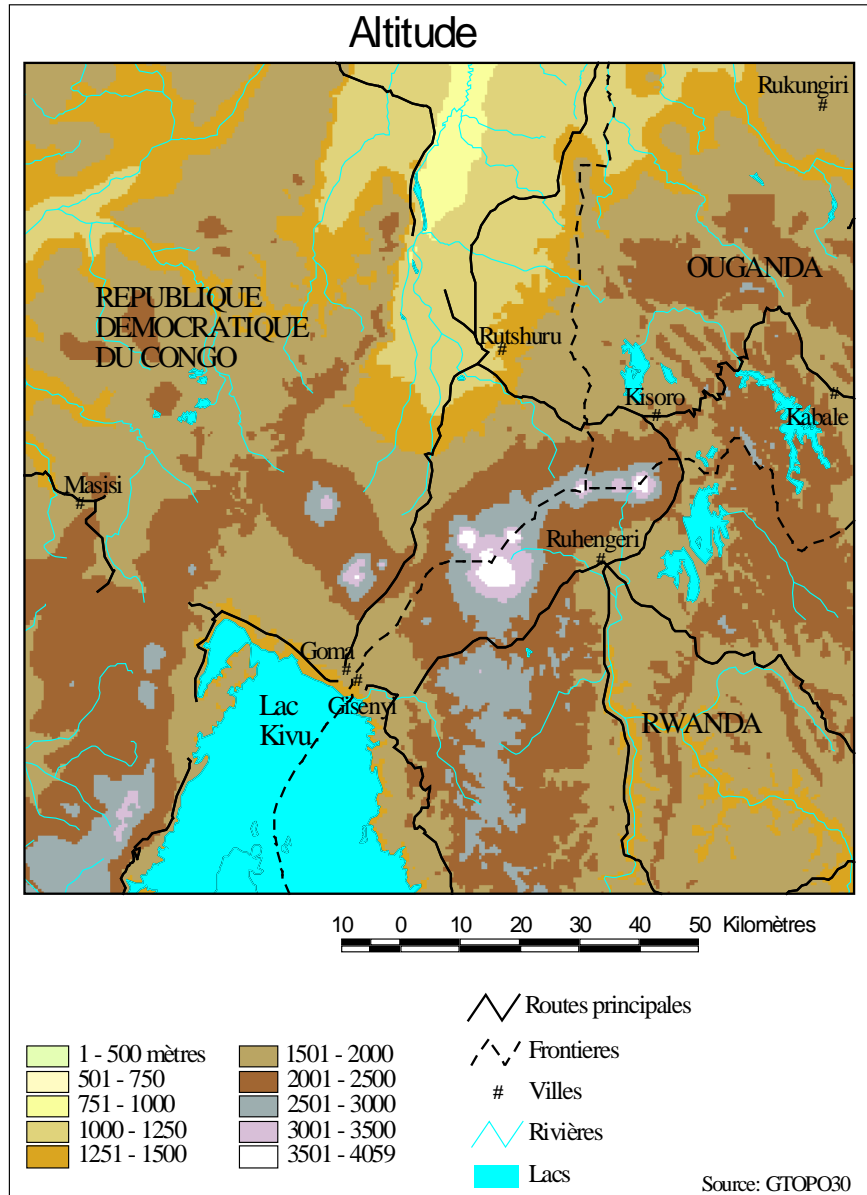 Altitude
Rukungiri
#
OUGANDA
REPUBLIQUE
DEMOCRATIQUE
DU CONGO
Rutshuru
#
Kisoro
#
Kabale
#
Masisi
#
Ruhengeri
#
Goma
#
#
Gisenyi
Lac
Kivu
RWANDA
10 0 10 20 30 40 50 Kilomètres
Routes principales
Frontieres
# Villes
Rivières
Lacs
1 - 500 mètres
501 - 750
751 - 1000
1000 - 1250
1251 - 1500
1501 - 2000
2001 - 2500
2501 - 3000
3001 - 3500
3501 - 4059
Source: GTOPO30